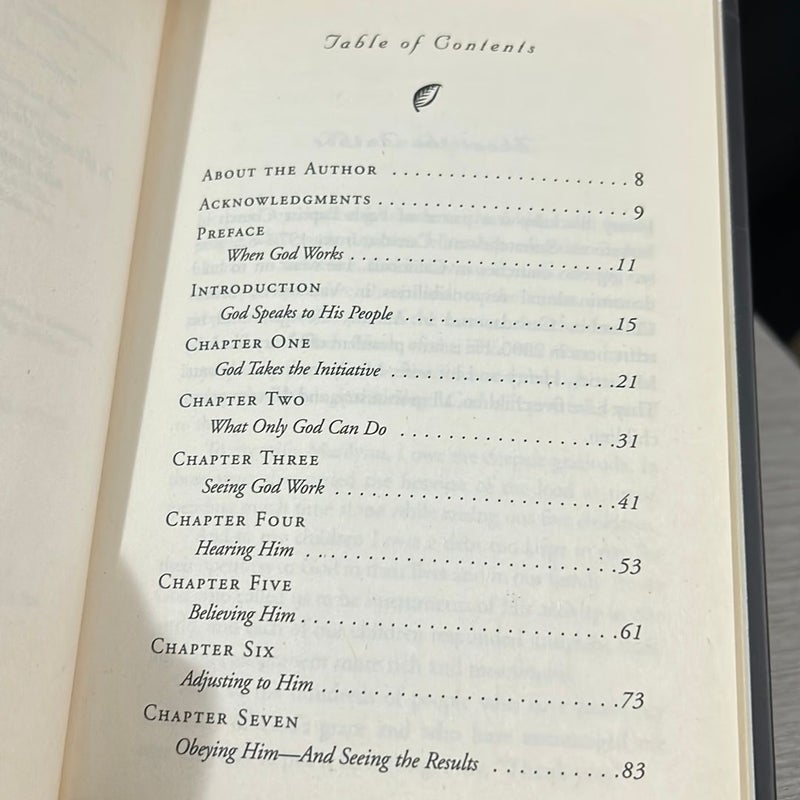 Table of Contents
ABOUT THE AUTHOR . . . . . . . . . . . . . . . . . . . . . . . . 8
ACKNOWLEDGMENTS . . . . . . . . . . . . . . . . . . . . . . . . . 9
PREFACE
When God Works . . . . . . . . . . . . . . . . . . . . . . . . . . 11
INTRODUCTION
God Speaks to His People . . . . . . . . . . . . . . . . . . . . . 15
CHAPTER ONE
God Takes the Initiative . . . . . . . . . . . . . . . . . . . . . . 21
CHAPTER TWO
What Only God Can Do . . . . . . . . . . . . . . . . . . . . . 31
CHAPTER THREE
Seeing God Work . . . . . . . . . . . . . . . . . . . . . . . . . . 41
CHAPTER FOUR
Hearing Him . . . . . . . . . . . . . . . . . . . . . . . . . . . . 53
CHAPTER FIVE
Believing Him . . . . . . . . . . . . . . . . . . . . . . . . . . . . 61
CHAPTER SIX
Adjusting to Him . . . . . . . . . . . . . . . . . . . . . . . . . . 73
CHAPTER SEVEN
Obeying Him—And Seeing the Results . . . . . . . . . . . 83